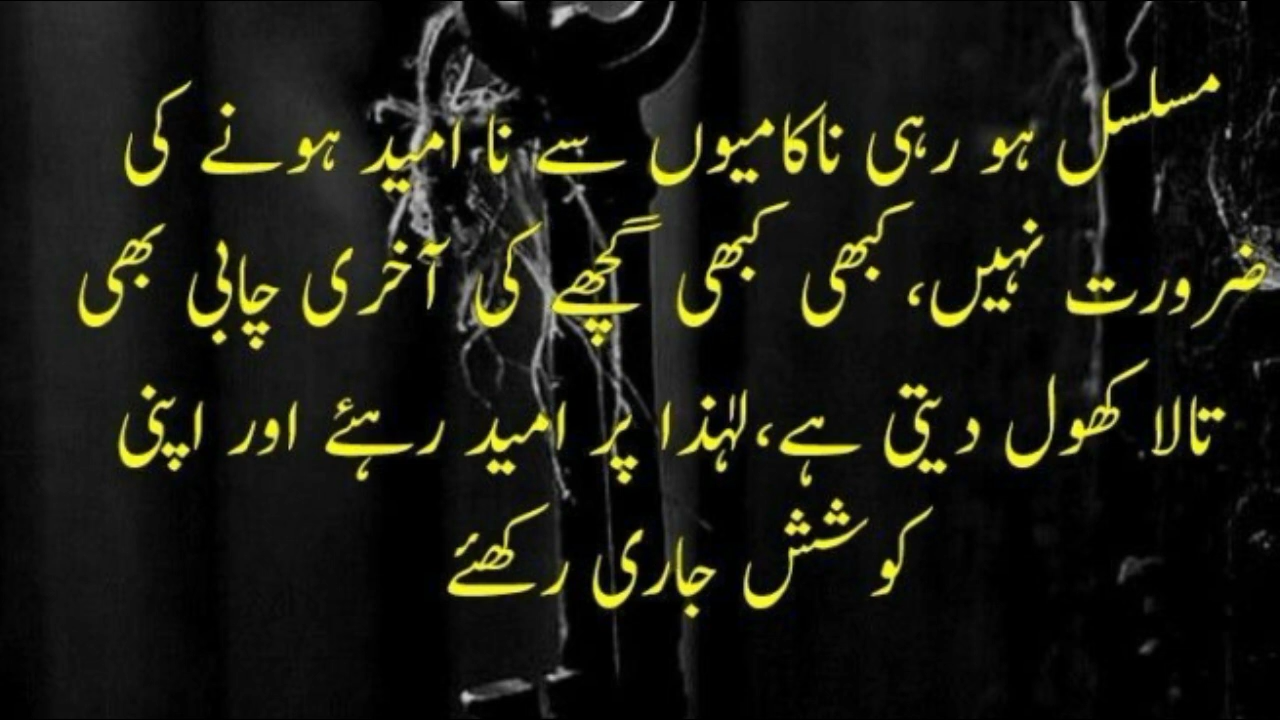 مسلسل ہو رہی ناکامیوں سے نا امید ہونے کی
ضرورت نہیں، کبھی کبھی گچھے کی آخری چابی بھی
تالا کھول دیتی ہے،لہٰذا پر امید رہئے اور اپنی
کوشش جاری رکھئے